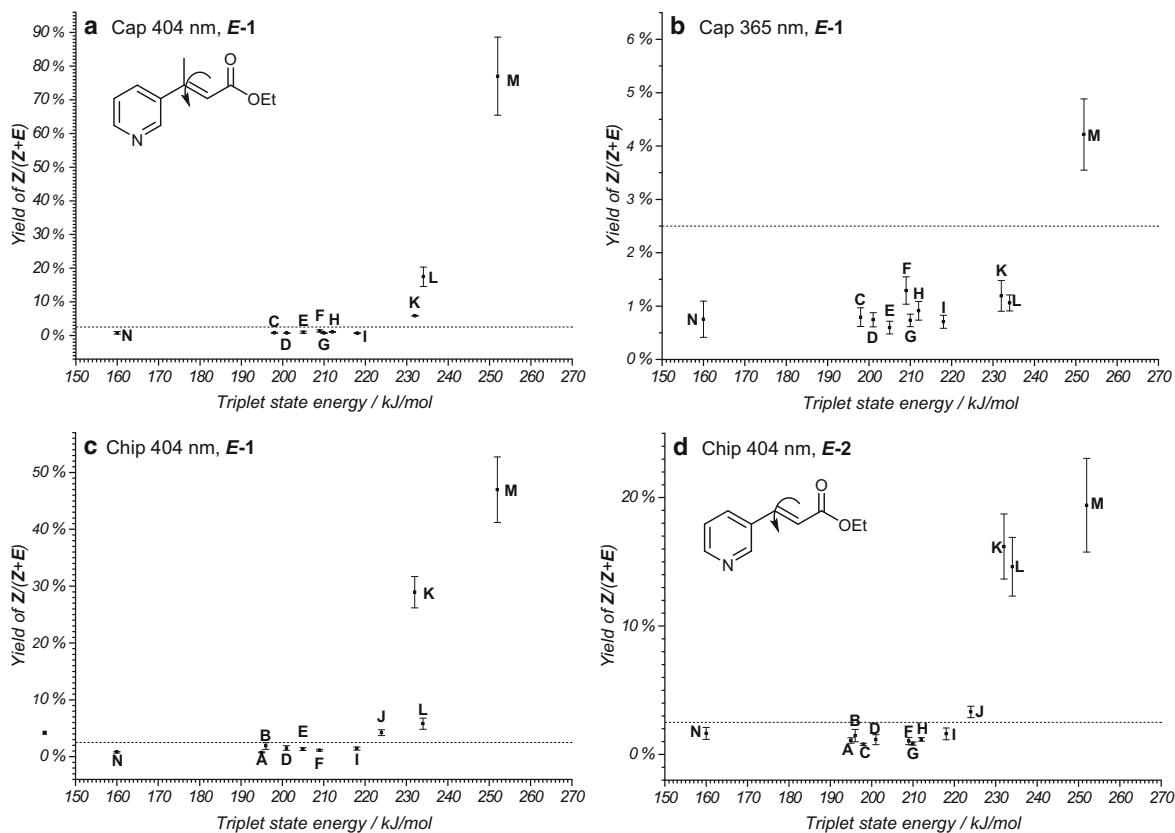 a Cap 404 nm, E-1
90 %
80 %
70 %
60 %
50 %
40 %
30 %
20 %
10 %
0 %
Yield of Z/(Z+E)
O
OEt
N
M
L
K
N
C
D
E
F
G
H
I
150 160 170 180 190 200 210 220 230 240 250 260 270
Triplet state energy / kJ/mol
b Cap 365 nm, E-1
6 %
5 %
4 %
3 %
2 %
1 %
0 %
Yield of Z/(Z+E)
M
F
K
C
H
L
N
E
I
D
G
150 160 170 180 190 200 210 220 230 240 250 260 270
Triplet state energy / kJ/mol
c Chip 404 nm, E-1
50 %
40 %
30 %
20 %
10 %
0 %
Yield of Z/(Z+E)
M
K
J
L
B
E
N
A
D
F
I
150 160 170 180 190 200 210 220 230 240 250 260 270
Triplet state energy / kJ/mol
d Chip 404 nm, E-2
20 %
10 %
0 %
Yield of Z/(Z+E)
O
OEt
N
M
K
L
J
N
B
D
F
H
I
A
C
G
150 160 170 180 190 200 210 220 230 240 250 260 270
Triplet state energy / kJ/mol